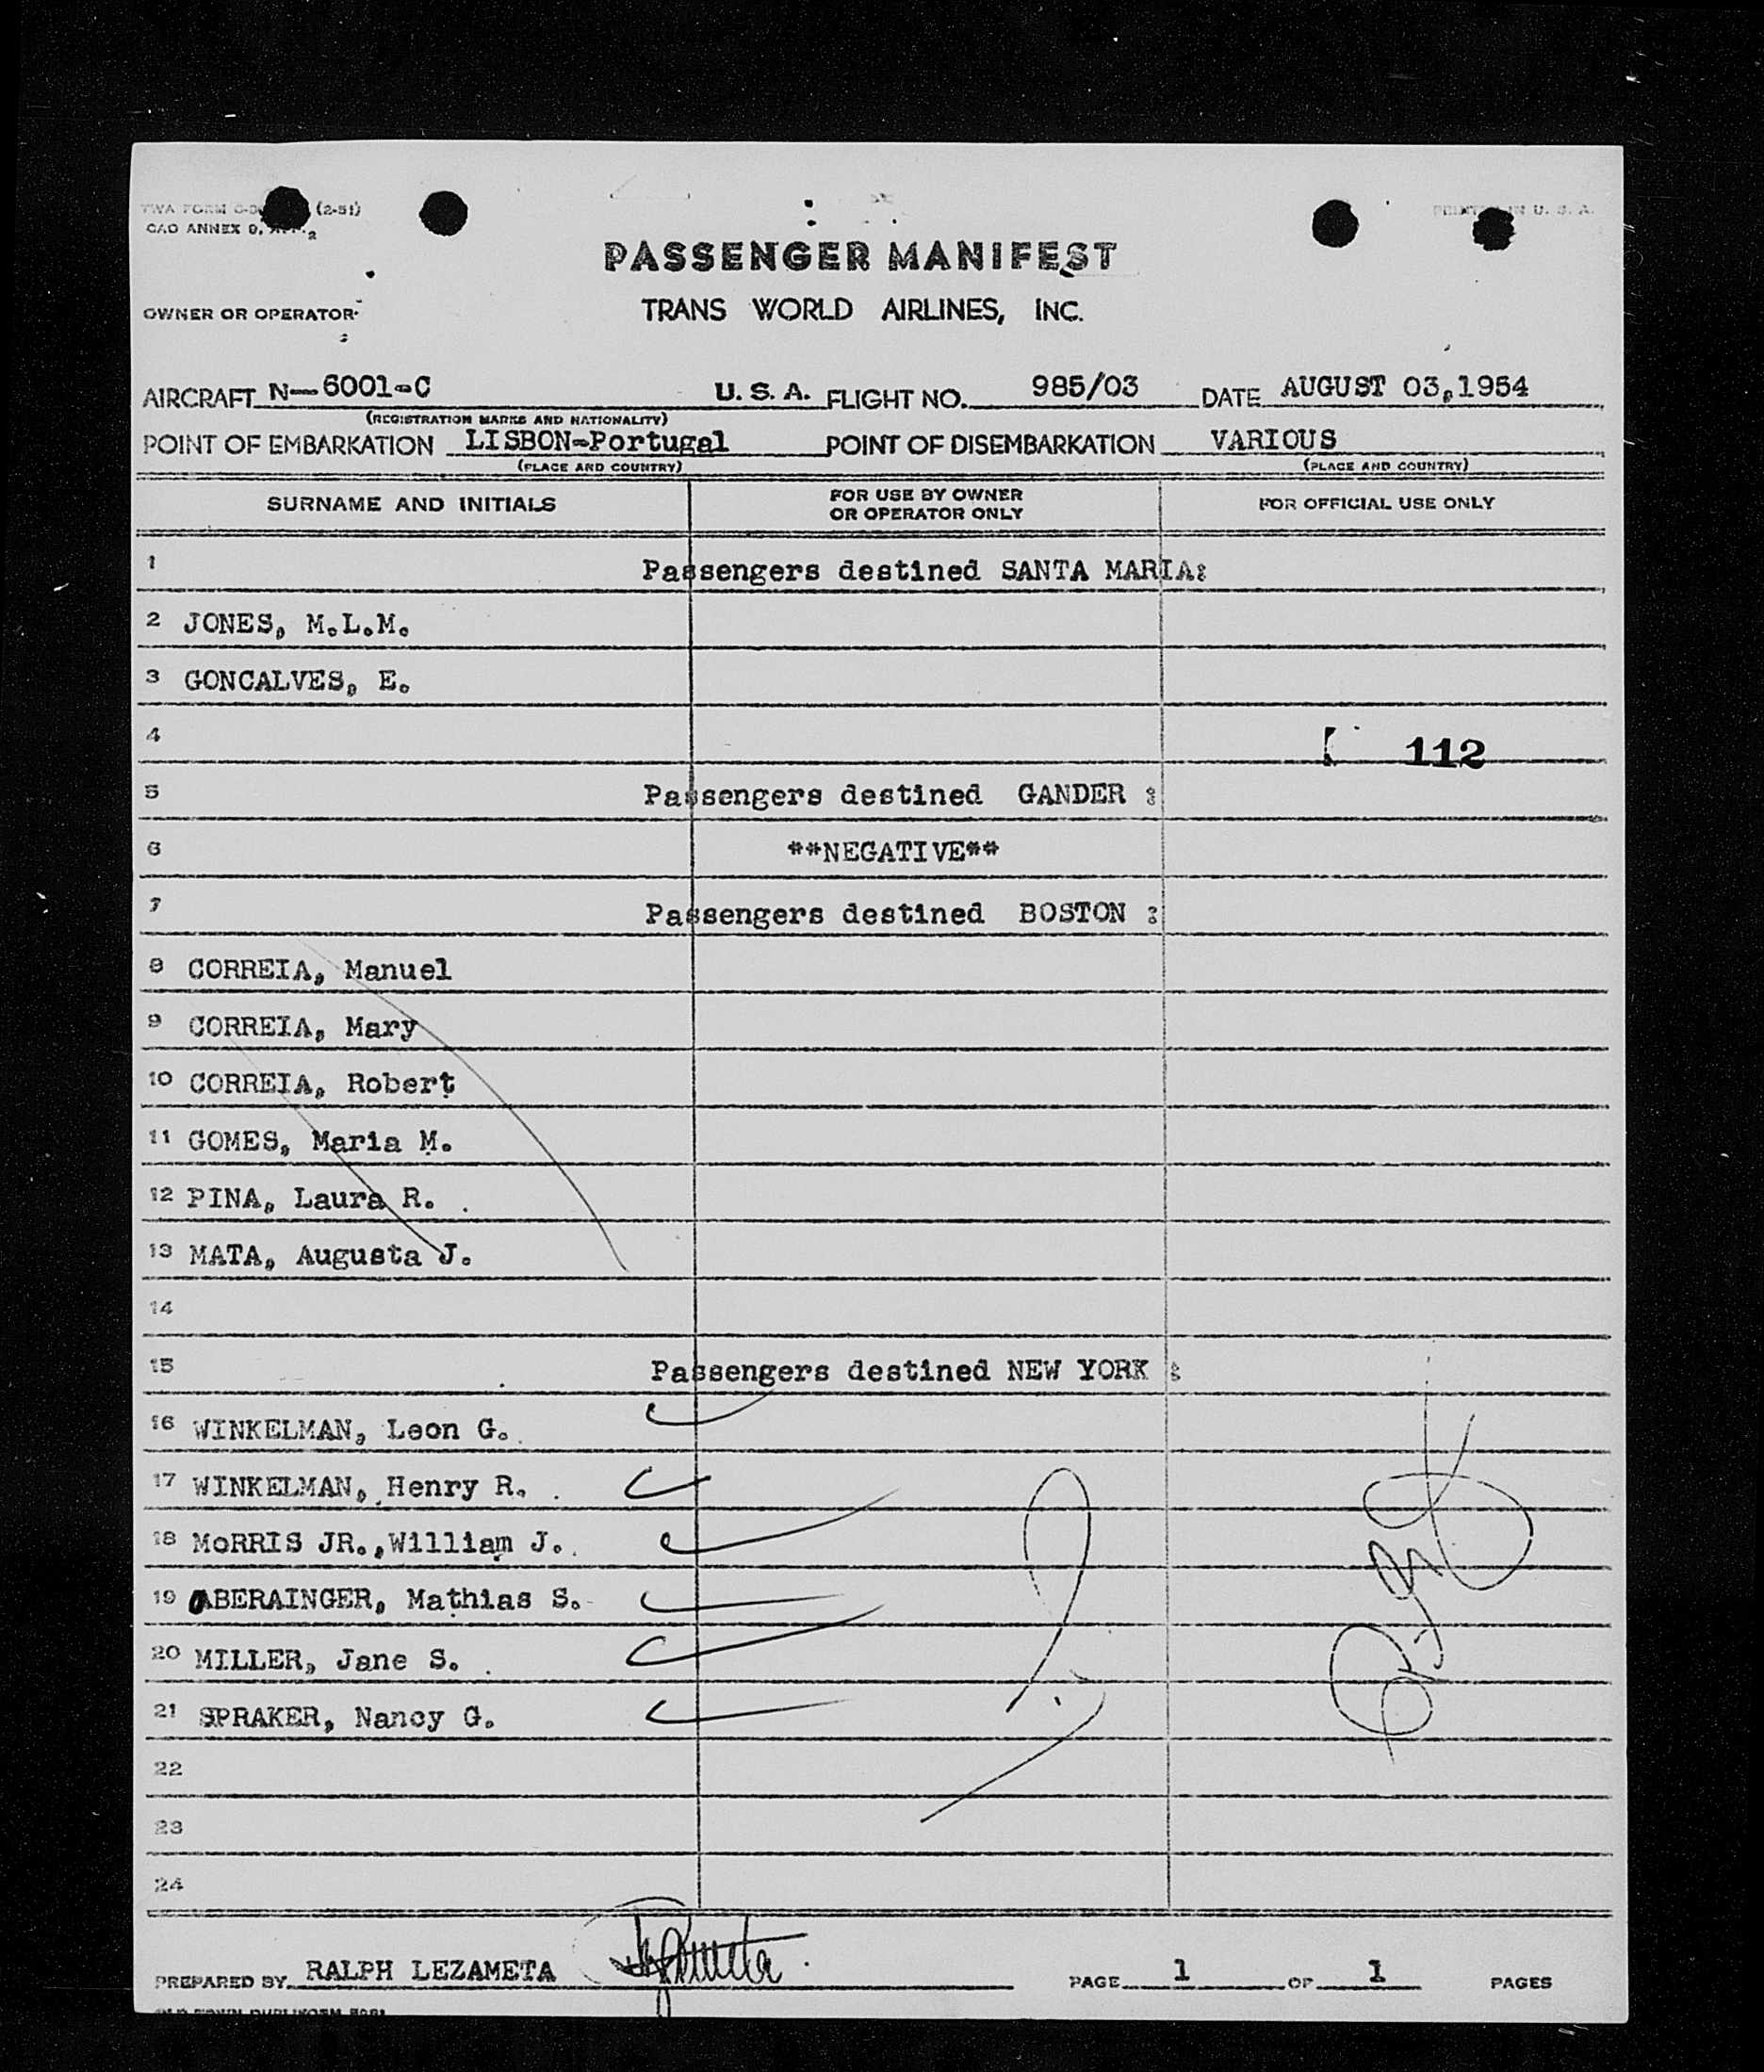 TWA FORM (2-51)
CAO ANNEX 9, 2
PRINTED IN U. S. A.
PASSENGER MANIFEST
OWNER OR OPERATOR
TRANS WORLD AIRLINES, INC.
AIRCRAFT N-6001-C U. S. A. FLIGHT NO. 985/03 DATE AUGUST 03,1954
(REGISTRATION MARKS AND NATIONALITY)
POINT OF EMBARKATION LISBON-Portugal POINT OF DISEMBARKATION VARIOUS
(PLACE AND COUNTRY) (PLACE AND COUNTRY)
SURNAME AND INITIALS FOR USE BY OWNER OR OPERATOR ONLY FOR OFFICIAL USE ONLY
1 Passengers destined SANTA MARIA:
2 JONES, M.L.M.
3 GONCALVES, E.
4 112
5 Passengers destined GANDER :
6 **NEGATIVE**
7 Passengers destined BOSTON :
8 CORREIA, Manuel
9 CORREIA, Mary
10 CORREIA, Robert
11 GOMES, Maria M.
12 PINA, Laura R.
13 MATA, Augusta J.
14
15 Passengers destined NEW YORK :
16 WINKELMAN, Leon G.
17 WINKELMAN, Henry R.
18 MoRRIS JR.,William J.
19 OBERAINGER, Mathias S.
20 MILLER, Jane S.
21 SPRAKER, Nancy G.
22
23
24
PREPARED BY RALPH LEZAMETA PAGE 1 OF 1 PAGES